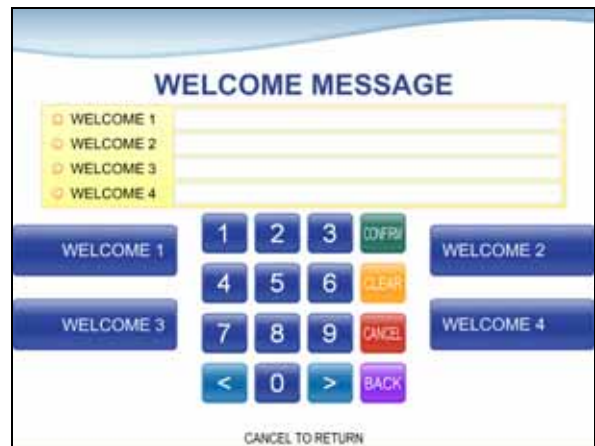 WELCOME MESSAGE
WELCOME 1
WELCOME 2
WELCOME 3
WELCOME 4
WELCOME 1
1 2 3 CONFRM
WELCOME 2
4 5 6 CLEAR
WELCOME 3
7 8 9 CANCEL
WELCOME 4
< 0 > BACK
CANCEL TO RETURN